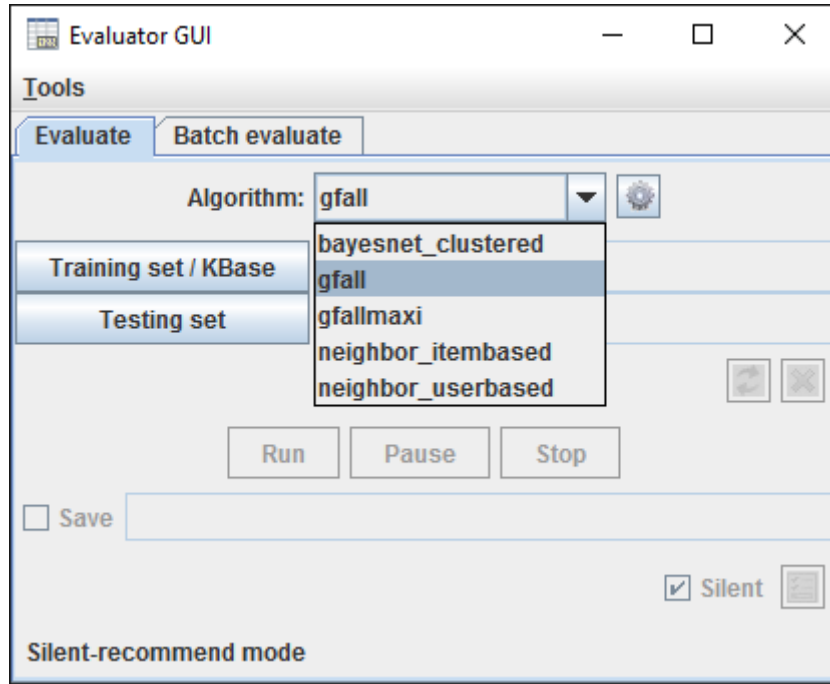 Evaluator GUI
Tools
Evaluate Batch evaluate
Algorithm: gfall
bayesnet_clustered
Training set / KBase
gfall
Testing set
gfallmaxi
neighbor_itembased
neighbor_userbased
Run Pause Stop
Save
Silent
Silent-recommend mode